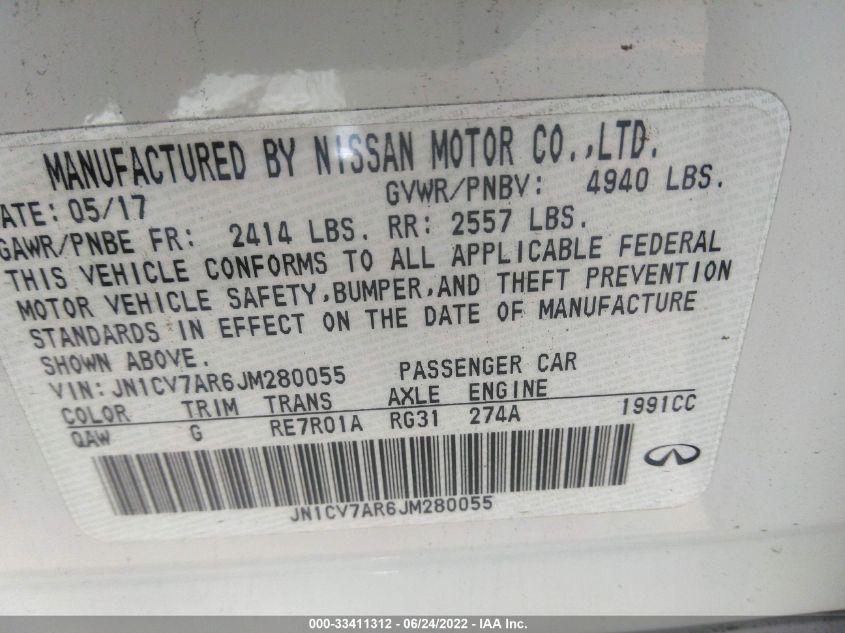 MANUFACTURED BY NISSAN MOTOR CO.,LTD.
ATE: 05/17 GVWR/PNBV: 4940 LBS.
GAWR/PNBE FR: 2414 LBS. RR: 2557 LBS.
THIS VEHICLE CONFORMS TO ALL APPLICABLE FEDERAL
MOTOR VEHICLE SAFETY,BUMPER,AND THEFT PREVENTION
STANDARDS IN EFFECT ON THE DATE OF MANUFACTURE
SHOWN ABOVE.
VIN: JN1CV7AR6JM280055 PASSENGER CAR
COLOR TRIM TRANS AXLE ENGINE
QAW G RE7R01A RG31 274A 1991CC
JN1CV7AR6JM280055
000-33411312 - 06/24/2022 - IAA Inc.